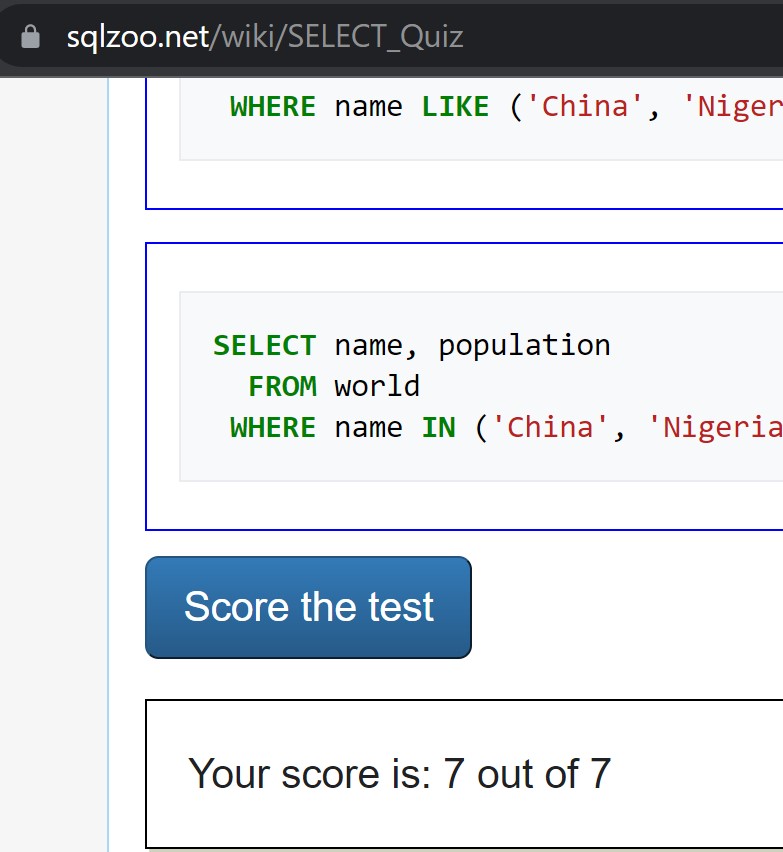 sqlzoo.net/wiki/SELECT_Quiz
WHERE name LIKE ('China', 'Niger
SELECT name, population
FROM world
WHERE name IN ('China', 'Nigeria
Score the test
Your score is: 7 out of 7